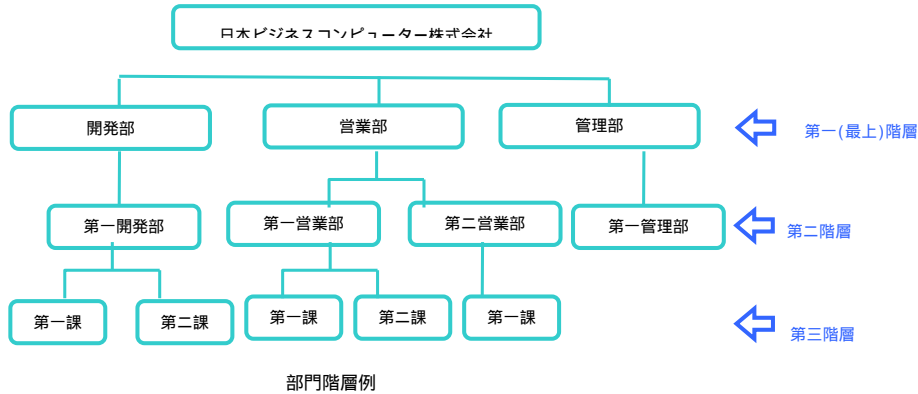 日本ビジネスコンピューター株式会社
開発部
営業部
管理部
第一(最上)階層
第一開発部
第一営業部
第二営業部
第一管理部
第二階層
第一課
第二課
第一課
第二課
第一課
第三階層
部門階層例